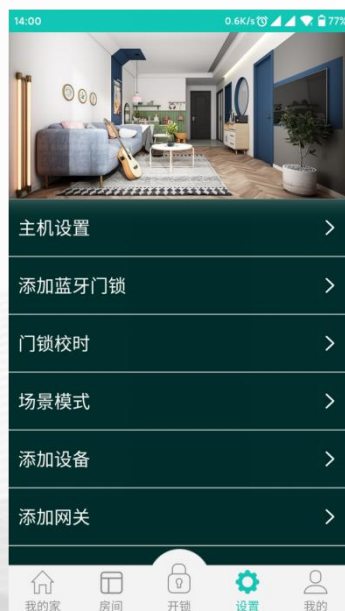 14:00 0.6K/s 77%
主机设置
添加蓝牙门锁
门锁校时
场景模式
添加设备
添加网关
我的家 房间 开锁 设置 我的